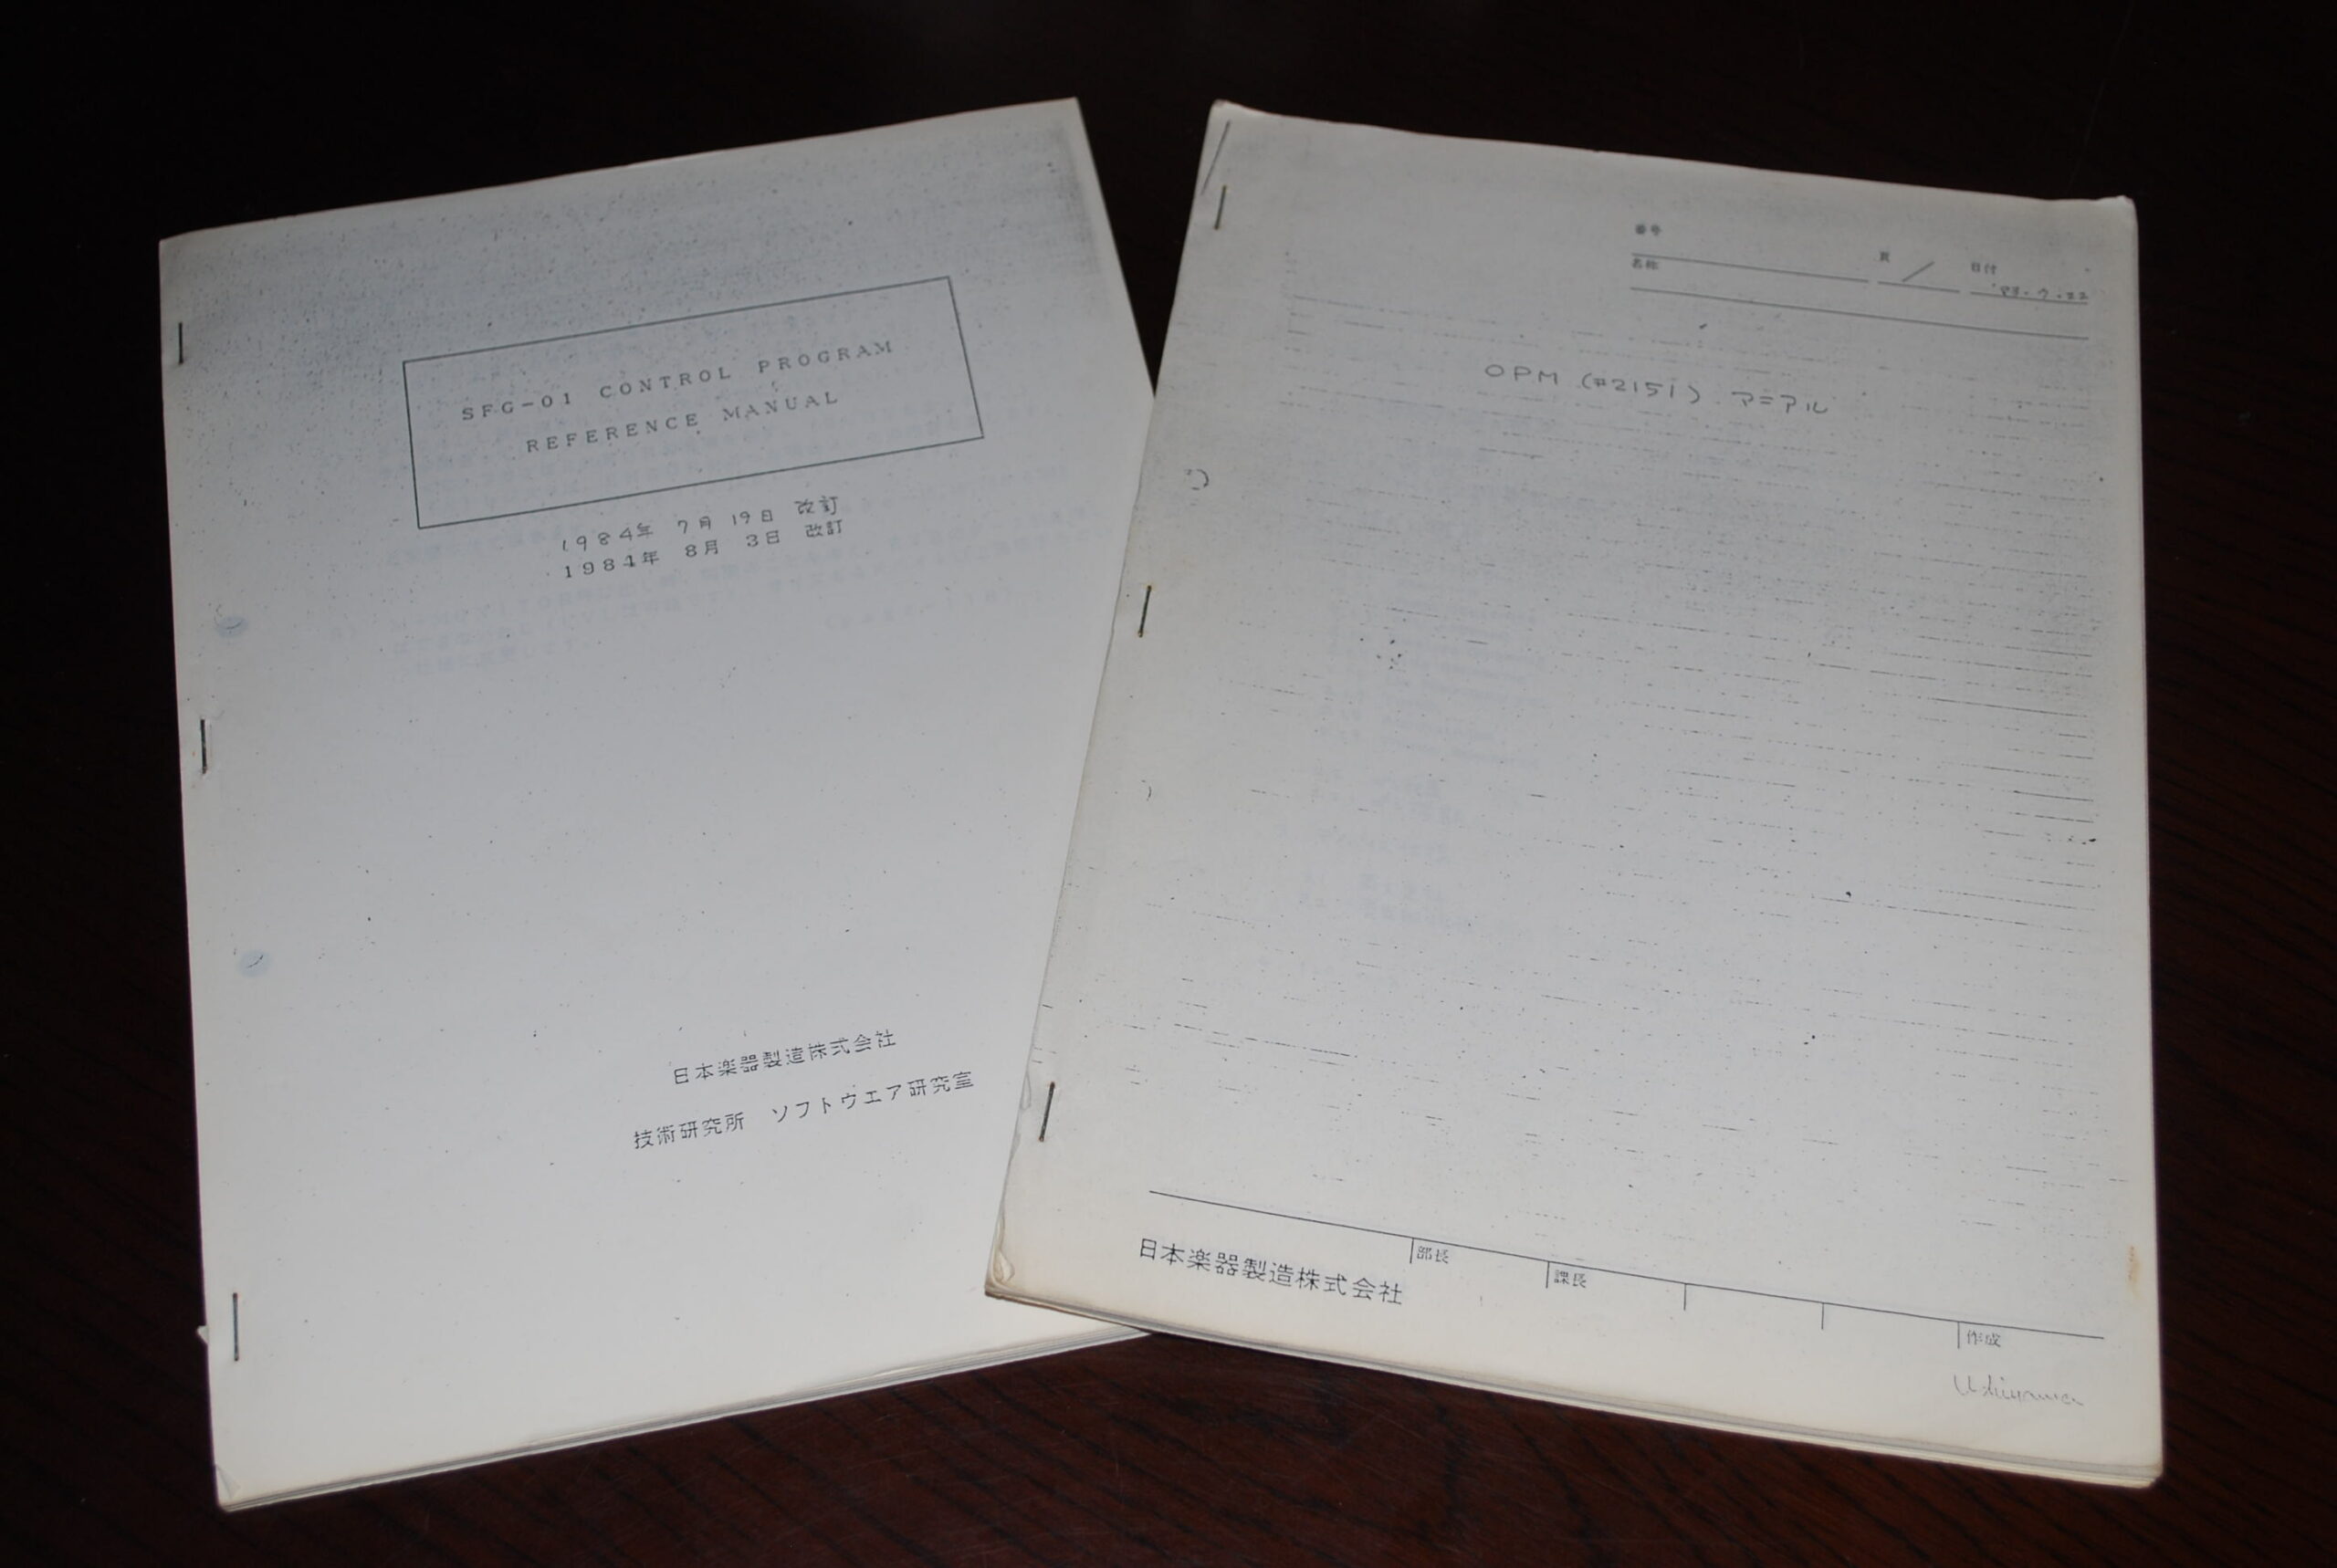 SFG-01 CONTROL PROGRAM
REFERENCE MANUAL
1984年 7月 19日 改訂
1984年 8月 3日 改訂
日本楽器製造株式会社
技術研究所 ソフトウエア研究室
番号
頁 日付
名称
'83.7.22
OPM (#2151) マニアル
日本楽器製造株式会社
部長
課長
作成